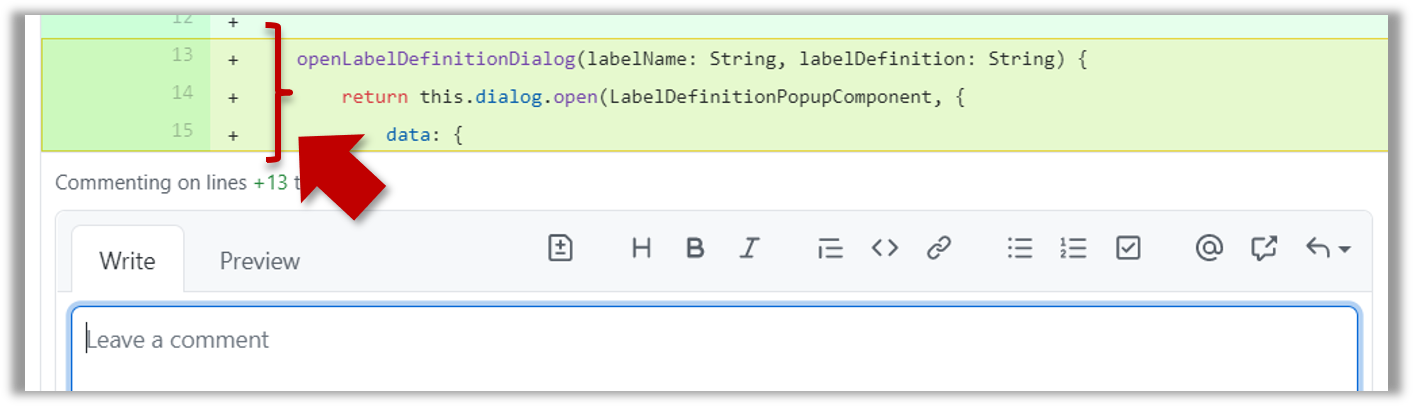 12 +
13 + openLabelDefinitionDialog(labelName: String, labelDefinition: String) {
14 + return this.dialog.open(LabelDefinitionPopupComponent, {
15 + data: {
Commenting on lines +13
Write Preview
Leave a comment